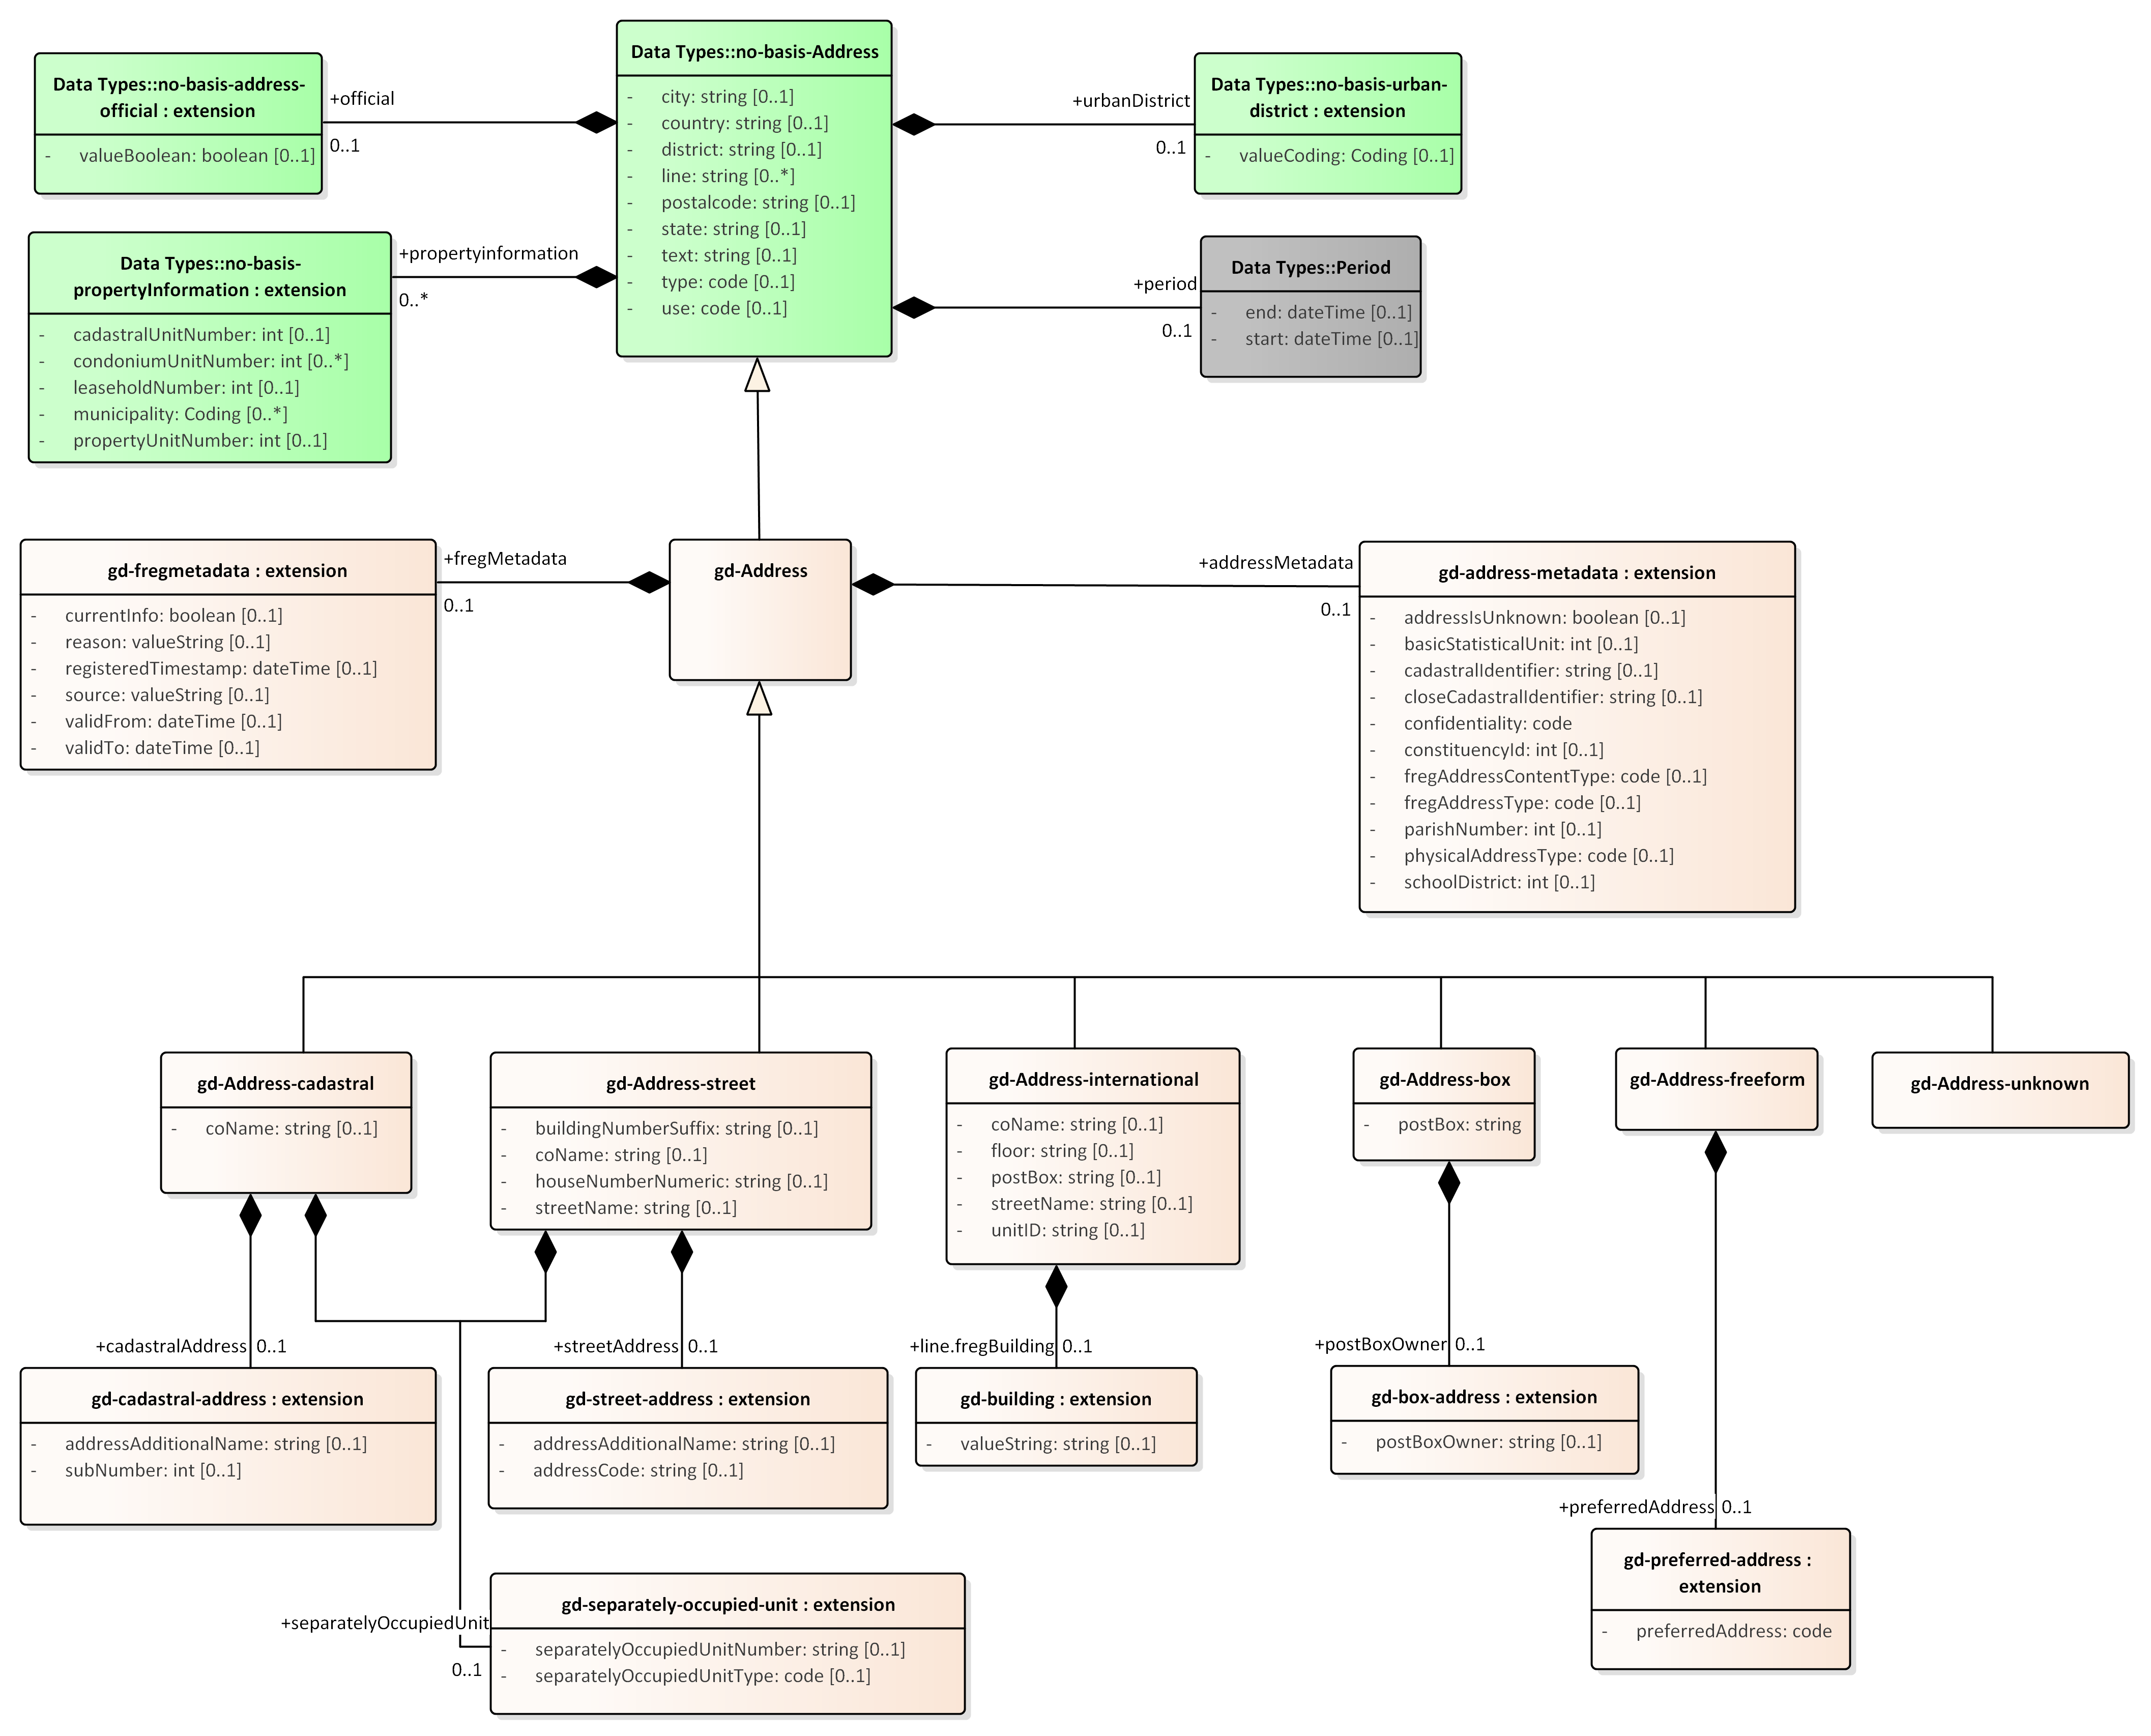 Data Types::no-basis-Address
- city: string [0..1]
- country: string [0..1]
- district: string [0..1]
- line: string [0..*]
- postalcode: string [0..1]
- state: string [0..1]
- text: string [0..1]
- type: code [0..1]
- use: code [0..1]
Data Types::no-basis-address-
official : extension
- valueBoolean: boolean [0..1]
+official
0..1
+urbanDistrict
0..1
Data Types::no-basis-urban-
district : extension
- valueCoding: Coding [0..1]
Data Types::no-basis-
propertyInformation : extension
- cadastralUnitNumber: int [0..1]
- condoniumUnitNumber: int [0..*]
- leaseholdNumber: int [0..1]
- municipality: Coding [0..*]
- propertyUnitNumber: int [0..1]
+propertyinformation
0..*
+period
0..1
Data Types::Period
- end: dateTime [0..1]
- start: dateTime [0..1]
gd-fregmetadata : extension
- currentInfo: boolean [0..1]
- reason: valueString [0..1]
- registeredTimestamp: dateTime [0..1]
- source: valueString [0..1]
- validFrom: dateTime [0..1]
- validTo: dateTime [0..1]
+fregMetadata
0..1
gd-Address
+addressMetadata
0..1
gd-address-metadata : extension
- addressIsUnknown: boolean [0..1]
- basicStatisticalUnit: int [0..1]
- cadastralIdentifier: string [0..1]
- closeCadastralIdentifier: string [0..1]
- confidentiality: code
- constituencyId: int [0..1]
- fregAddressContentType: code [0..1]
- fregAddressType: code [0..1]
- parishNumber: int [0..1]
- physicalAddressType: code [0..1]
- schoolDistrict: int [0..1]
gd-Address-cadastral
- coName: string [0..1]
gd-Address-street
- buildingNumberSuffix: string [0..1]
- coName: string [0..1]
- houseNumberNumeric: string [0..1]
- streetName: string [0..1]
gd-Address-international
- coName: string [0..1]
- floor: string [0..1]
- postBox: string [0..1]
- streetName: string [0..1]
- unitID: string [0..1]
gd-Address-box
- postBox: string
gd-Address-freeform
gd-Address-unknown
+cadastralAddress 0..1
+streetAddress 0..1
+line.fregBuilding 0..1
+postBoxOwner 0..1
gd-cadastral-address : extension
- addressAdditionalName: string [0..1]
- subNumber: int [0..1]
gd-street-address : extension
- addressAdditionalName: string [0..1]
- addressCode: string [0..1]
gd-building : extension
- valueString: string [0..1]
gd-box-address : extension
- postBoxOwner: string [0..1]
+preferredAddress 0..1
gd-preferred-address :
extension
- preferredAddress: code
+separatelyOccupiedUnit
0..1
gd-separately-occupied-unit : extension
- separatelyOccupiedUnitNumber: string [0..1]
- separatelyOccupiedUnitType: code [0..1]